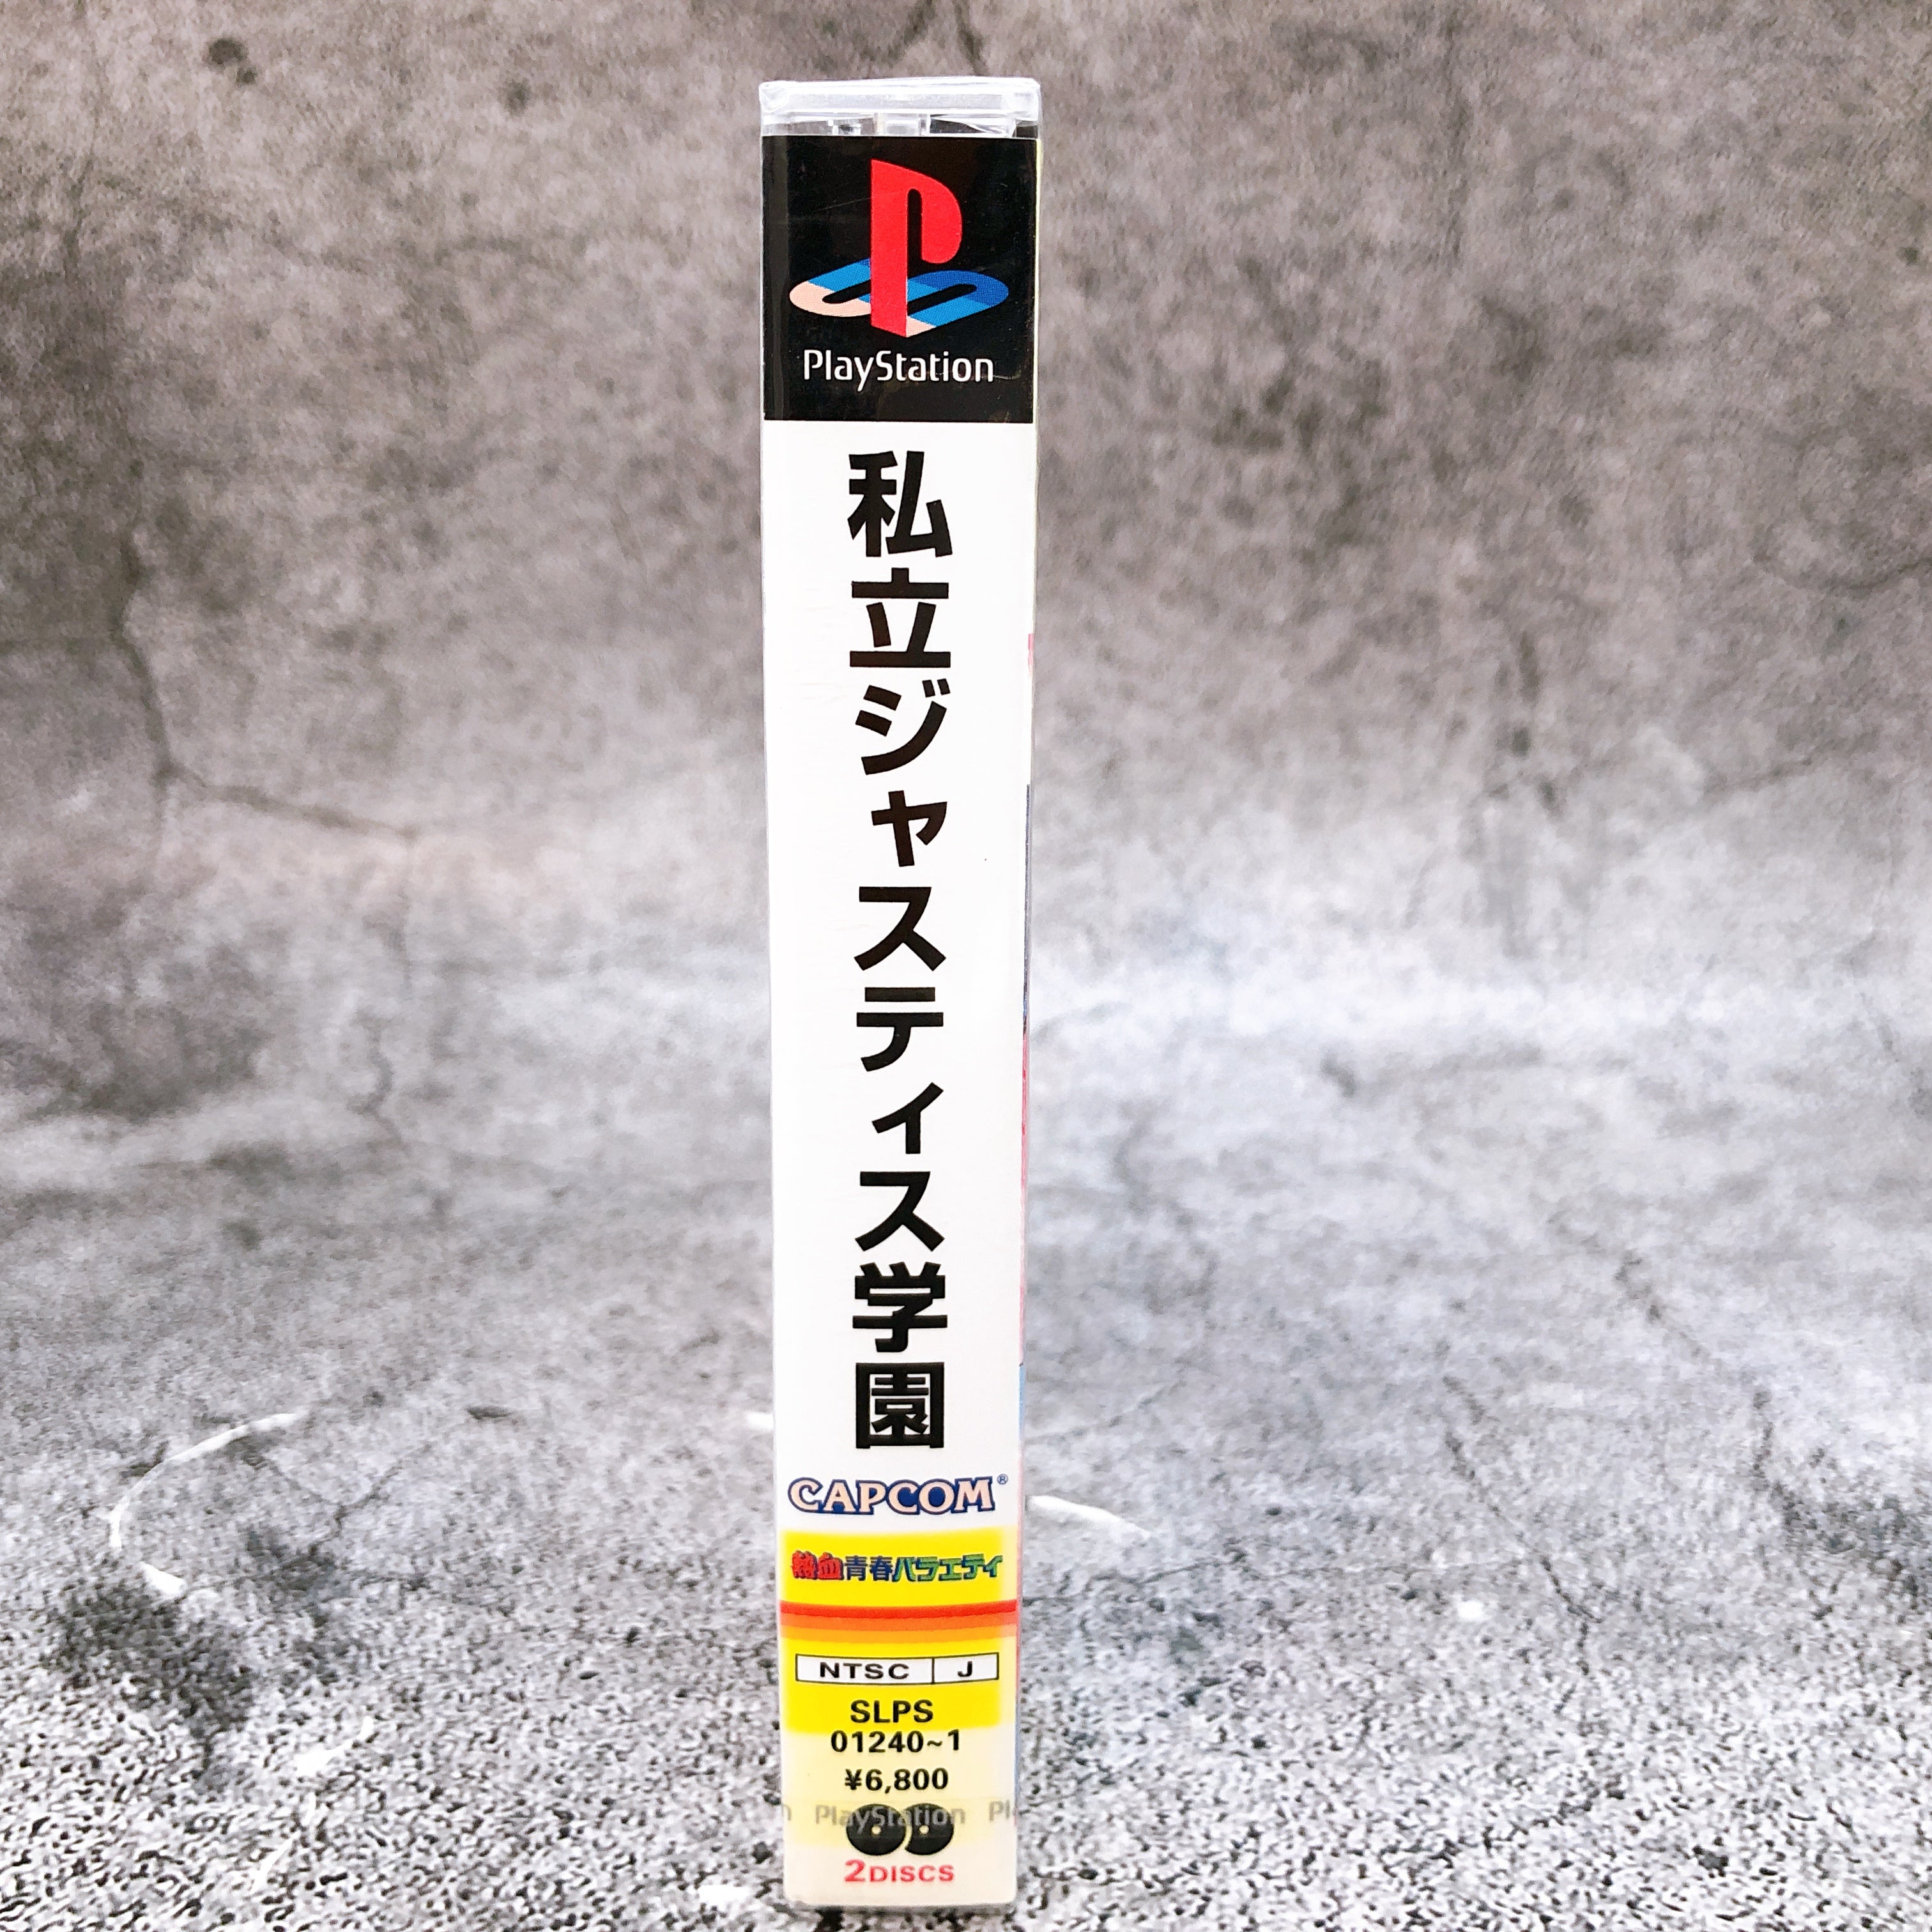 PlayStation
私立ジャスティス学園
CAPCOM®
熱血青春バラエティ
NTSC J
SLPS
01240~1
¥6,800
PlayStation
2DISCS